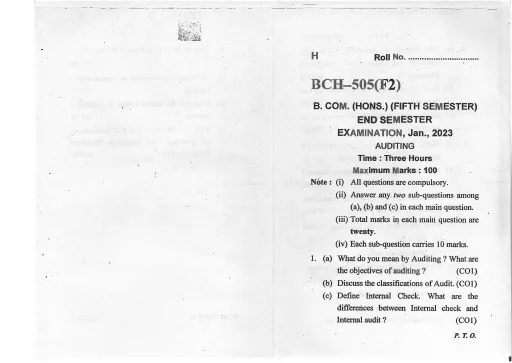 H Roll No. ..............................
BCH–505(F2)
B. COM. (HONS.) (FIFTH SEMESTER)
END SEMESTER
EXAMINATION, Jan., 2023
AUDITING
Time : Three Hours
Maximum Marks : 100
Note : (i) All questions are compulsory.
(ii) Answer any two sub-questions among
(a), (b) and (c) in each main question.
(iii) Total marks in each main question are
twenty.
(iv) Each sub-question carries 10 marks.
1. (a) What do you mean by Auditing ? What are
the objectives of auditing ? (CO1)
(b) Discuss the classifications of Audit. (CO1)
(c) Define Internal Check. What are the
differences between Internal check and
Internal audit ? (CO1)
P. T. O.